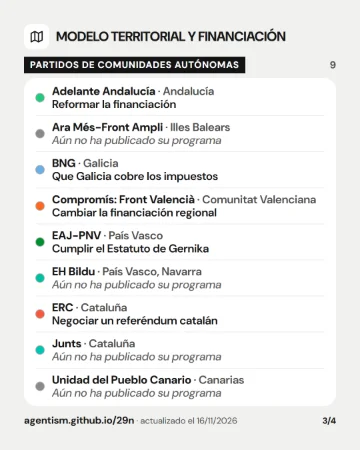 MODELO TERRITORIAL Y FINANCIACIÓN
PARTIDOS DE COMUNIDADES AUTÓNOMAS 9
Adelante Andalucía · Andalucía
Reformar la financiación
Ara Més-Front Ampli · Illes Balears
Aún no ha publicado su programa
BNG · Galicia
Que Galicia cobre los impuestos
Compromís: Front Valencià · Comunitat Valenciana
Cambiar la financiación regional
EAJ-PNV · País Vasco
Cumplir el Estatuto de Gernika
EH Bildu · País Vasco, Navarra
Aún no ha publicado su programa
ERC · Cataluña
Negociar un referéndum catalán
Junts · Cataluña
Aún no ha publicado su programa
Unidad del Pueblo Canario · Canarias
Aún no ha publicado su programa
agentism.github.io/29n · actualizado el 16/11/2026 3/4